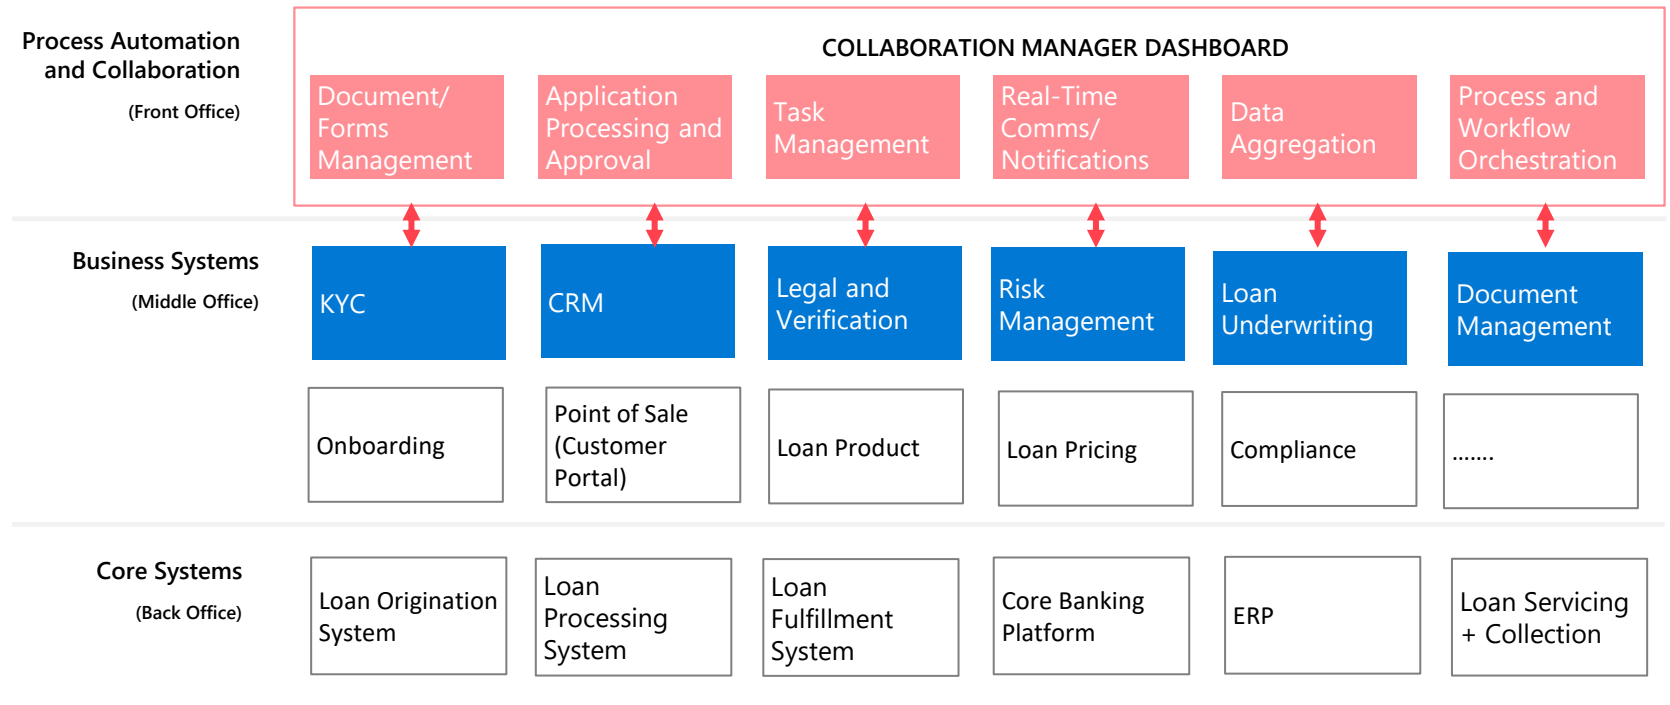 Process Automation
and Collaboration
(Front Office)
COLLABORATION MANAGER DASHBOARD
Document/
Forms
Management
Application
Processing and
Approval
Task
Management
Real-Time
Comms/
Notifications
Data
Aggregation
Process and
Workflow
Orchestration
Business Systems
(Middle Office)
KYC
CRM
Legal and
Verification
Risk
Management
Loan
Underwriting
Document
Management
Onboarding
Point of Sale
(Customer
Portal)
Loan Product
Loan Pricing
Compliance
.......
Core Systems
(Back Office)
Loan Origination
System
Loan
Processing
System
Loan
Fulfillment
System
Core Banking
Platform
ERP
Loan Servicing
+ Collection